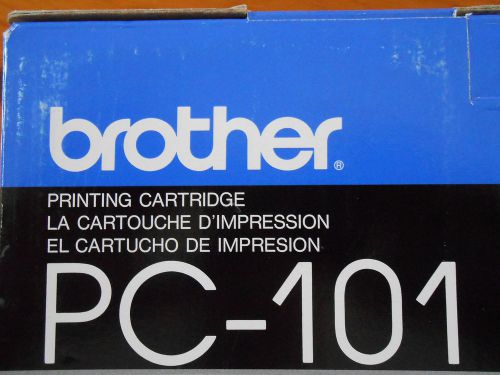 brother®
PRINTING CARTRIDGE
LA CARTOUCHE D'IMPRESSION
EL CARTUCHO DE IMPRESION
PC-101